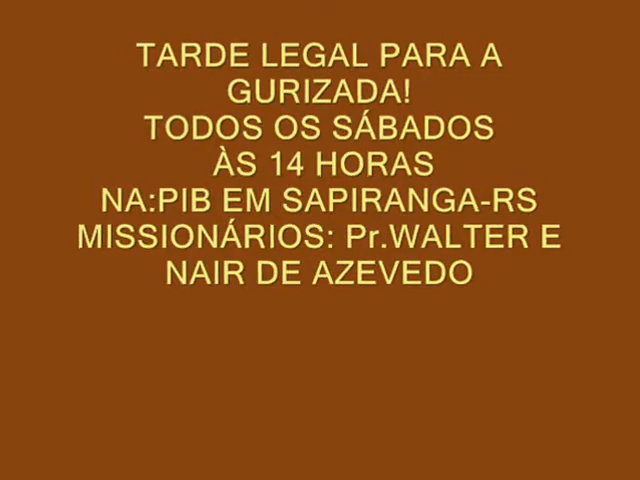 TARDE LEGAL PARA A
GURIZADA!
TODOS OS SÁBADOS
ÀS 14 HORAS
NA:PIB EM SAPIRANGA-RS
MISSIONÁRIOS: Pr.WALTER E
NAIR DE AZEVEDO